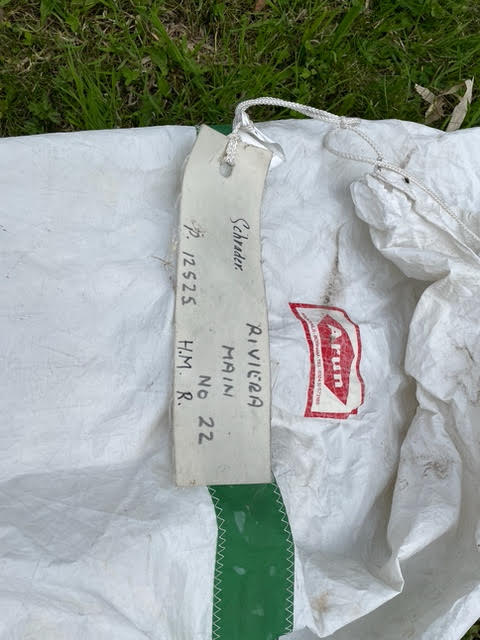 Schrader.
RIVIERA
MAIN
NO 22
12525 H.M.R.
Arun